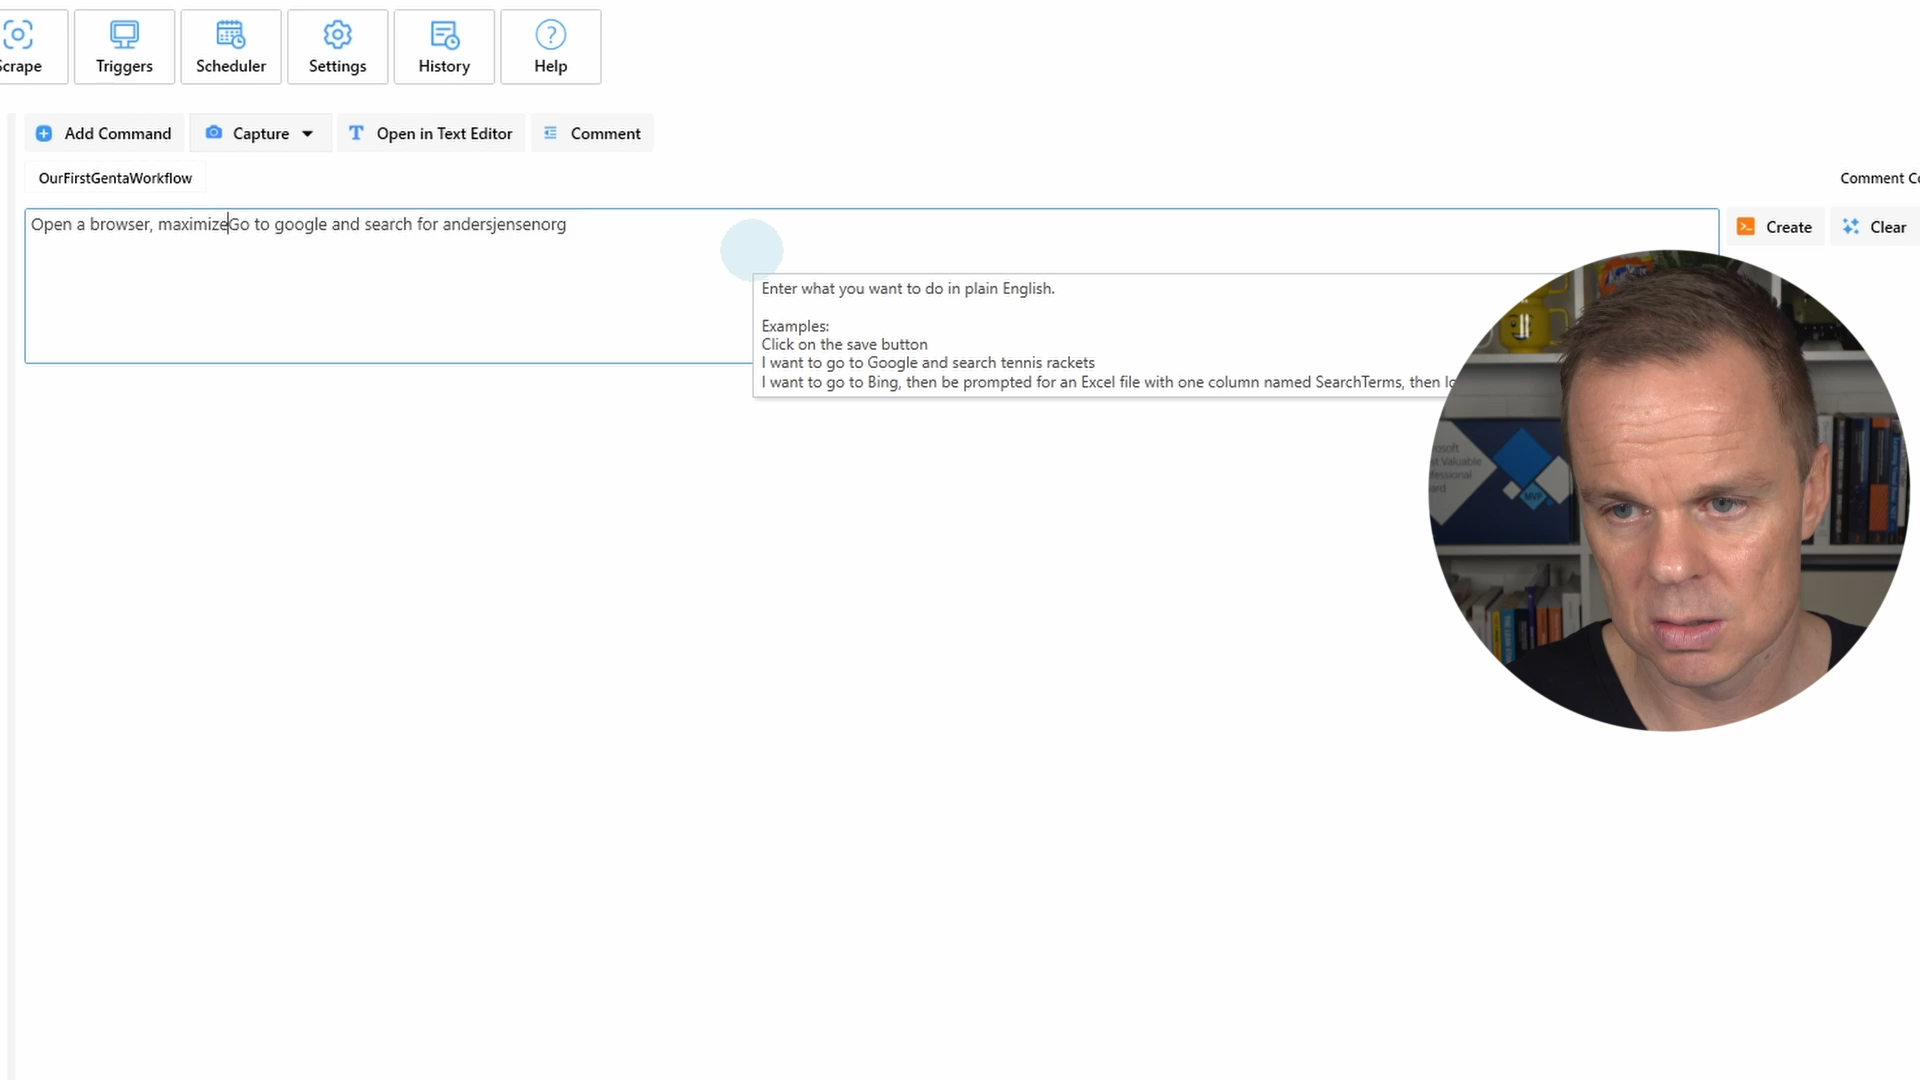 Scrape
Triggers
Scheduler
Settings
History
Help
Add Command
Capture
Open in Text Editor
Comment
OurFirstGentaWorkflow
Comment Co
Open a browser, maximizeGo to google and search for andersjensenorg
Create
Clear
Enter what you want to do in plain English.
Examples:
Click on the save button
I want to go to Google and search tennis rackets
I want to go to Bing, then be prompted for an Excel file with one column named SearchTerms, then lo
MVP